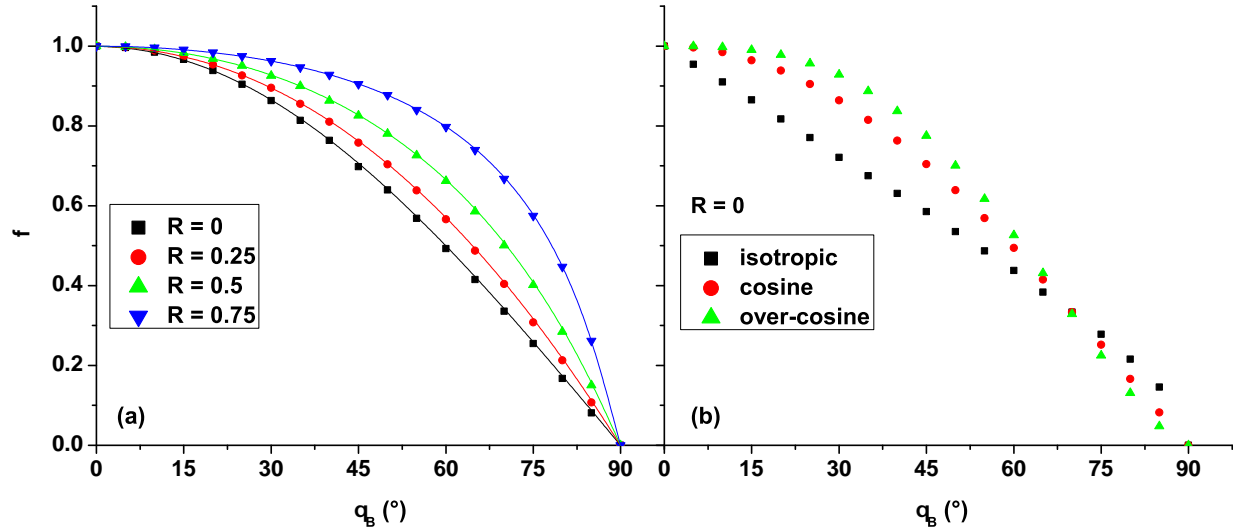 f
1.0
0.8
0.6
0.4
0.2
0.0
R = 0
R = 0.25
R = 0.5
R = 0.75
(a)
0 15 30 45 60 75 90
qB (°)
R = 0
isotropic
cosine
over-cosine
(b)
0 15 30 45 60 75 90
qB (°)